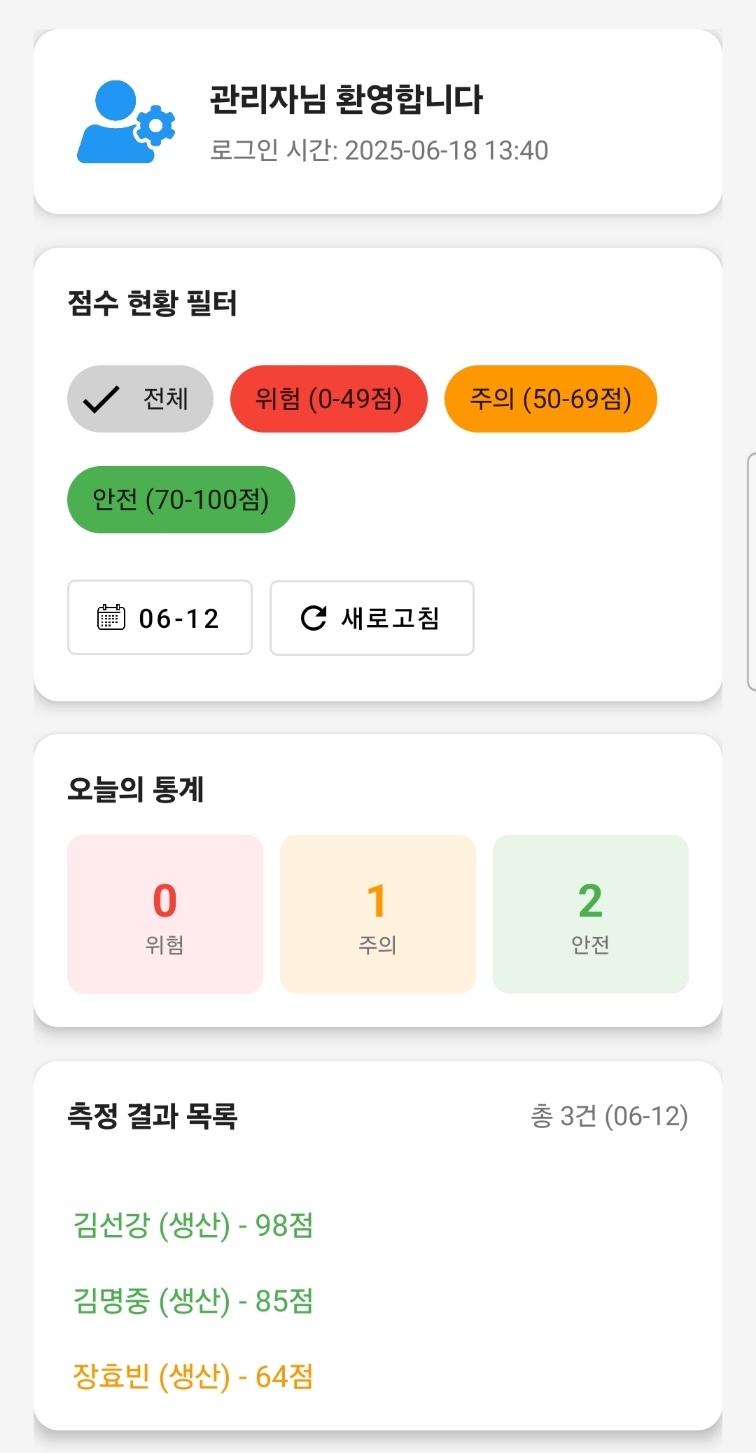 관리자님 환영합니다
로그인 시간: 2025-06-18 13:40
점수 현황 필터
전체
위험 (0-49점)
주의 (50-69점)
안전 (70-100점)
06-12
새로고침
오늘의 통계
0
위험
1
주의
2
안전
측정 결과 목록
총 3건 (06-12)
김선강 (생산) - 98점
김명중 (생산) - 85점
장효빈 (생산) - 64점